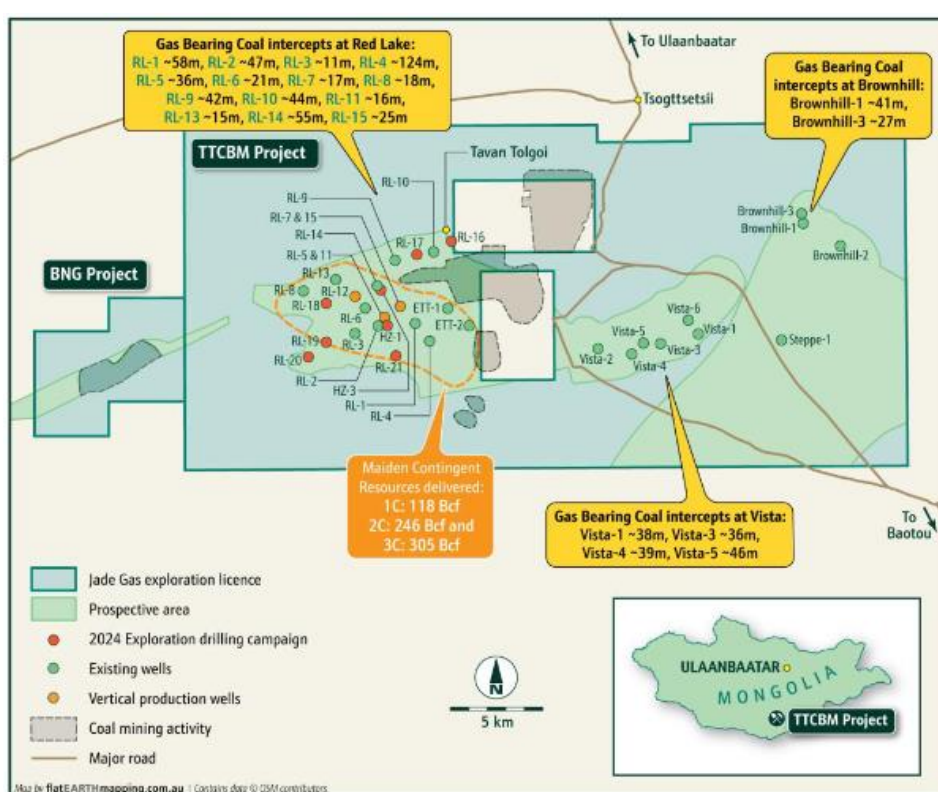 Gas Bearing Coal intercepts at Red Lake:
RL-1 ~58m, RL-2 ~47m, RL-3 ~11m, RL-4 ~124m,
RL-5 ~36m, RL-6 ~21m, RL-7 ~17m, RL-8 ~18m,
RL-9 ~42m, RL-10 ~44m, RL-11 ~16m,
RL-13 ~15m, RL-14 ~55m, RL-15 ~25m
To Ulaanbaatar
Tsogttsetsii
Gas Bearing Coal
intercepts at Brownhill:
Brownhill-1 ~41m,
Brownhill-3 ~27m
TTCBM Project
Tavan Tolgoi
RL-10
RL-9
RL-7 & 15
RL-14
RL-5 & 11
RL-17
RL-16
RL-13
RL-8
RL-12
RL-18
RL-6
ETT-1
ETT-2
HZ-1
RL-19
RL-3
RL-20
RL-21
RL-2
HZ-3
RL-1
RL-4
BNG Project
Brownhill-3
Brownhill-1
Brownhill-2
Vista-6
Vista-5
Vista-1
Vista-2
Vista-3
Vista-4
Steppe-1
Maiden Contingent
Resources delivered:
1C: 118 Bcf
2C: 246 Bcf and
3C: 305 Bcf
Gas Bearing Coal intercepts at Vista:
Vista-1 ~38m, Vista-3 ~36m,
Vista-4 ~39m, Vista-5 ~46m
To
Baotou
Jade Gas exploration licence
Prospective area
2024 Exploration drilling campaign
Existing wells
Vertical production wells
Coal mining activity
Major road
N
5 km
ULAANBAATAR
MONGOLIA
TTCBM Project
Map by flatEARTHmapping.com.au | Contains data © OSM contributors